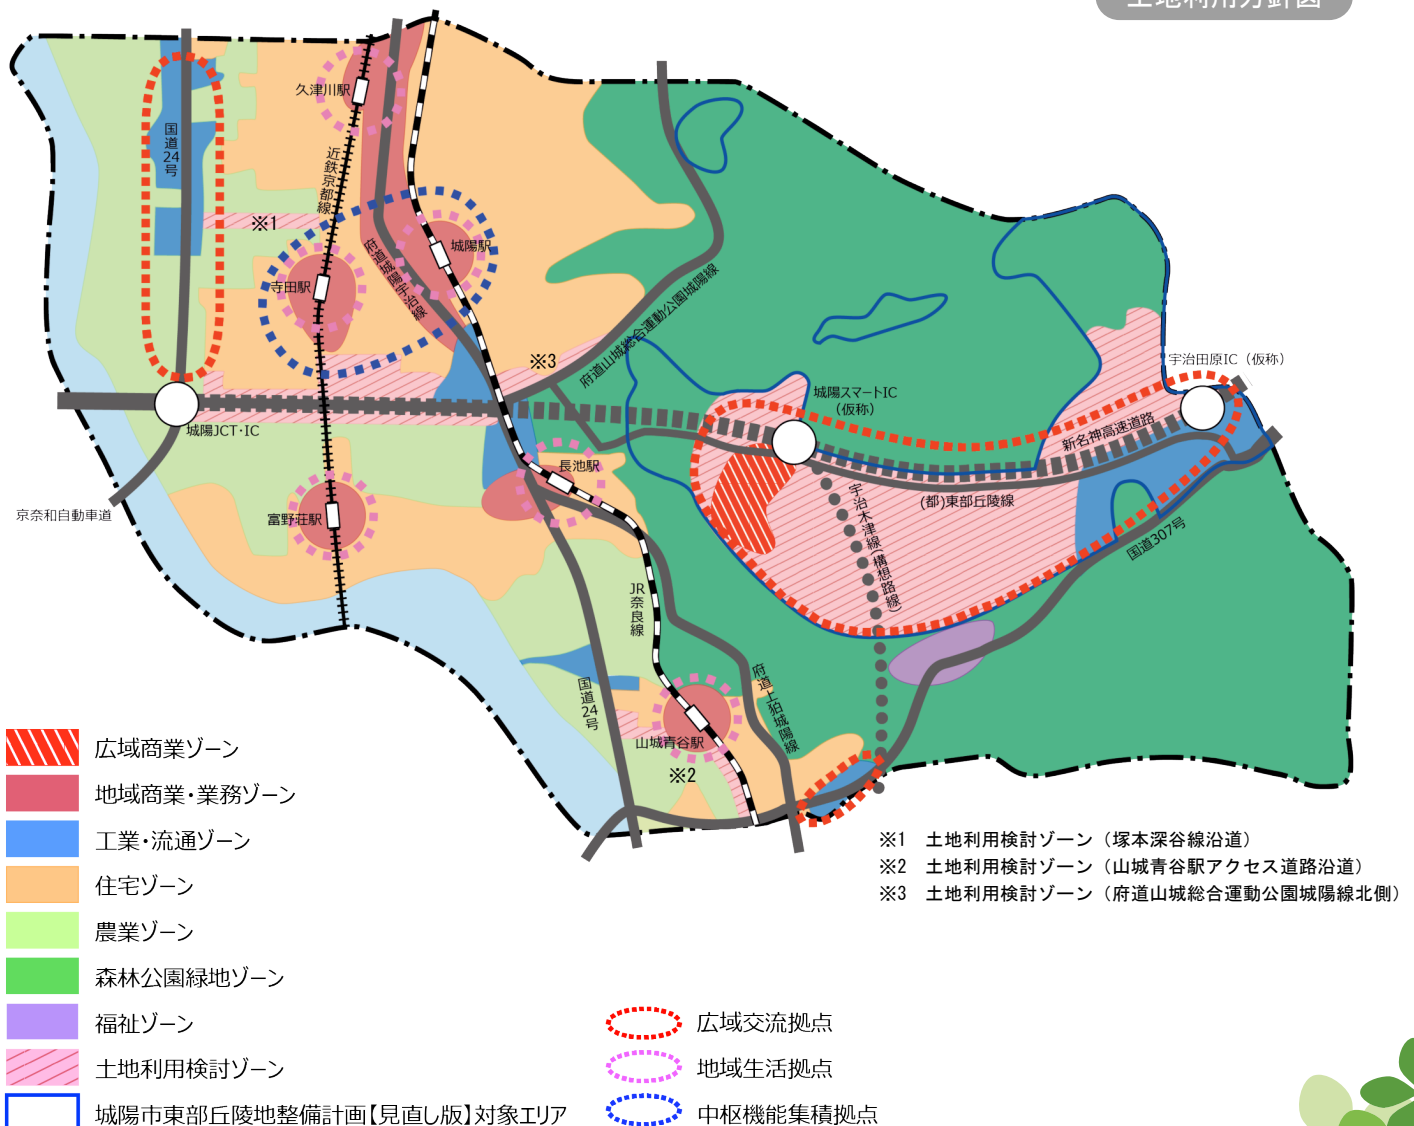 土地利用方針図
久津川駅
国道24号
近鉄京都線
※1
城陽駅
府道城陽宇治線
寺田駅
府道山城総合運動公園城陽線
※3
宇治田原IC（仮称）
城陽スマートIC
（仮称）
城陽JCT・IC
新名神高速道路
長池駅
宇治木津線（構想路線）
(都)東部丘陵線
京奈和自動車道
富野荘駅
国道307号
JR奈良線
国道24号
府道上狛城陽線
山城青谷駅
※2
広域商業ゾーン
地域商業・業務ゾーン
工業・流通ゾーン
住宅ゾーン
農業ゾーン
森林公園緑地ゾーン
福祉ゾーン
土地利用検討ゾーン
城陽市東部丘陵地整備計画【見直し版】対象エリア
広域交流拠点
地域生活拠点
中枢機能集積拠点
※1　土地利用検討ゾーン（塚本深谷線沿道）
※2　土地利用検討ゾーン（山城青谷駅アクセス道路沿道）
※3　土地利用検討ゾーン（府道山城総合運動公園城陽線北側）